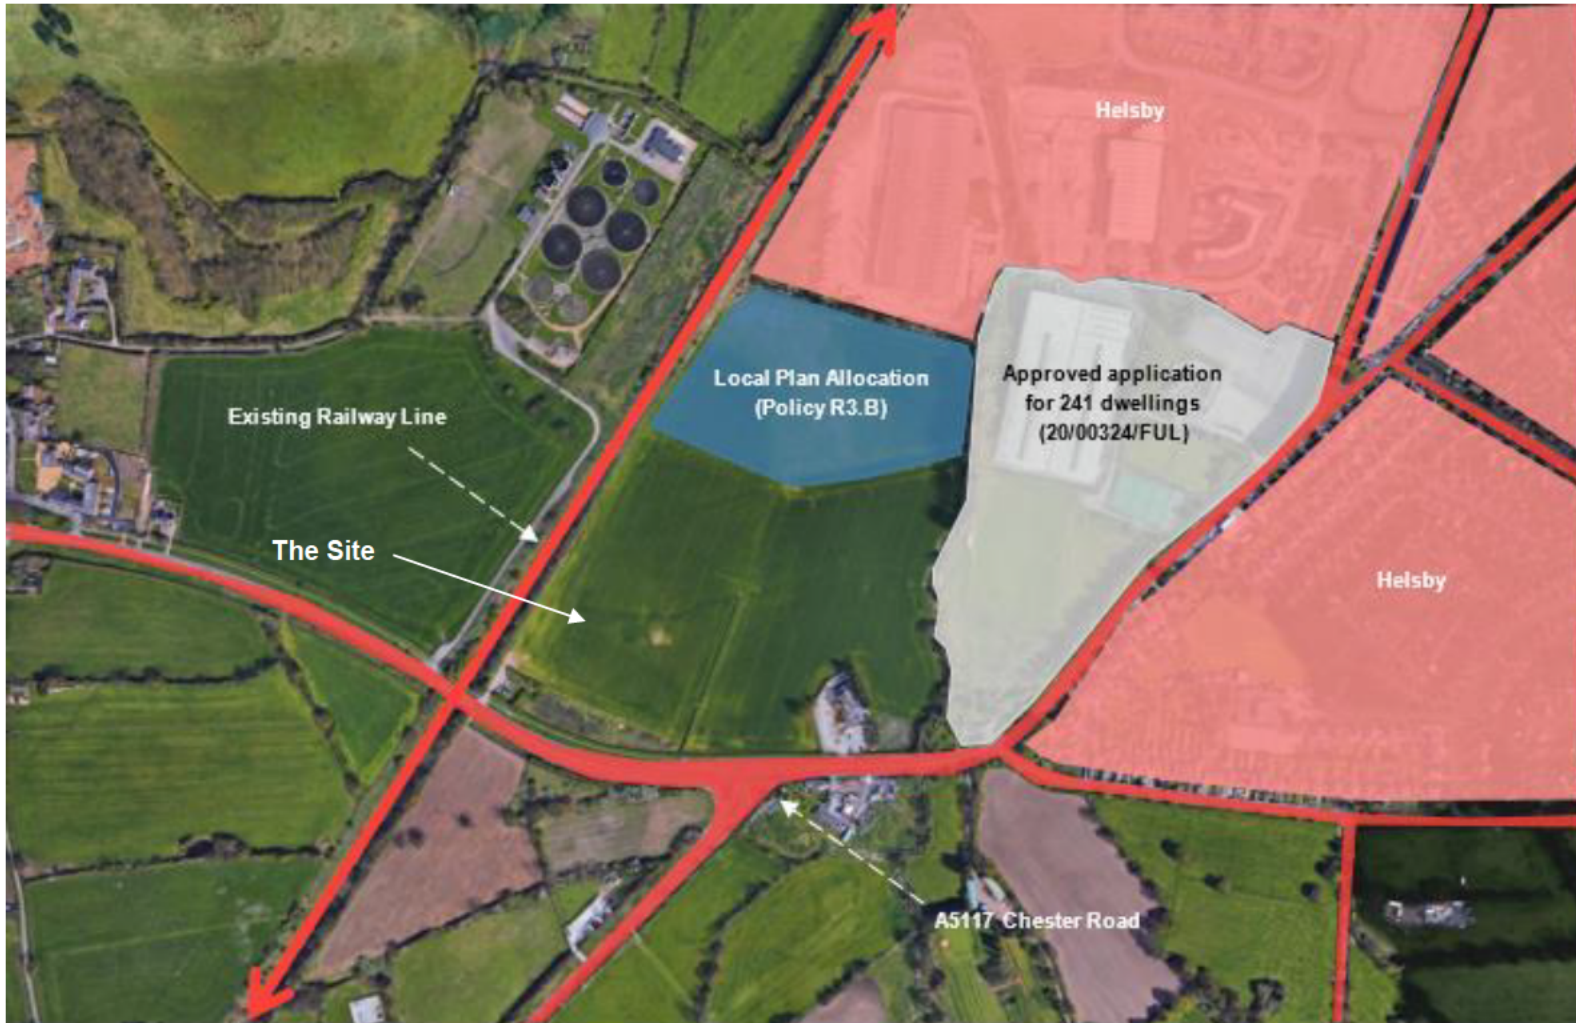 Helsby
Local Plan Allocation
(Policy R3.B)
Approved application
for 241 dwellings
(20/00324/FUL)
Existing Railway Line
The Site
Helsby
A5117 Chester Road